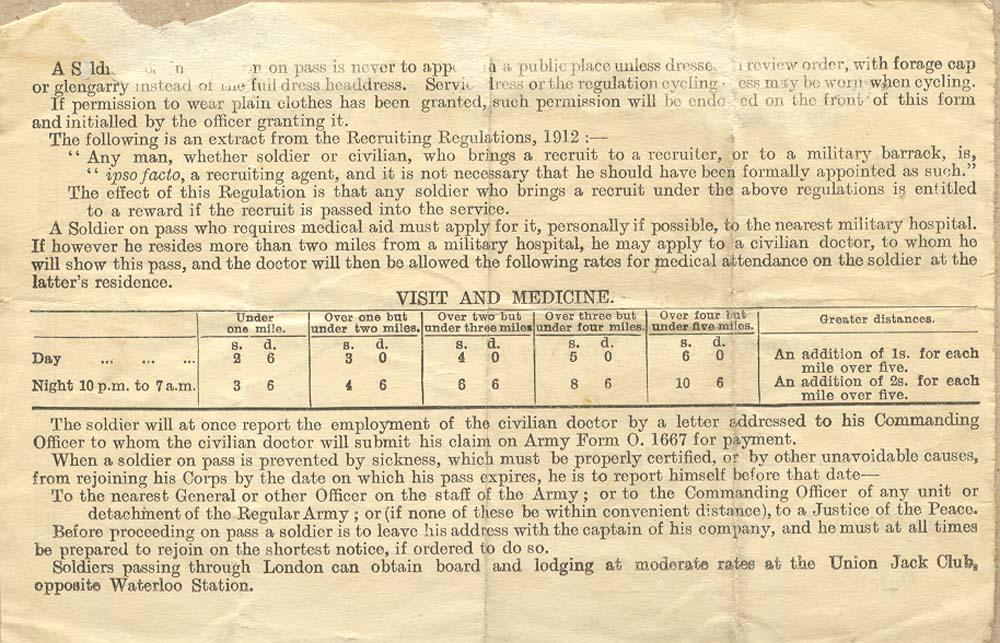 A on pass is never to a public place unless review order, with forage cap
or glengarry instead of full dress headdress. dress or the regulation cycling may be worn when cycling.
If permission to wear plain clothes has been granted, such permission will be on the front of this form
and initialled by the officer granting it.
The following is an extract from the Recruiting Regulations, 1912 :—
“ Any man, whether soldier or civilian, who brings a recruit to a recruiter, or to a military barrack, is,
“ ipso facto, a recruiting agent, and it is not necessary that he should have been formally appointed as such.”
The effect of this Regulation is that any soldier who brings a recruit under the above regulations is entitled
to a reward if the recruit is passed into the service.
A Soldier on pass who requires medical aid must apply for it, personally if possible, to the nearest military hospital.
If however he resides more than two miles from a military hospital, he may apply to a civilian doctor, to whom he
will show this pass, and the doctor will then be allowed the following rates for medical attendance on the soldier at the
latter's residence.
VISIT AND MEDICINE.
Under one mile. Over one but under two miles. Over two but under three miles Over three but under four miles. Over four but under five miles. Greater distances.
s. d. s. d. s. d. s. d. s. d.
Day ... ... ... 2 6 3 0 4 0 5 0 6 0 An addition of 1s. for each
mile over five.
Night 10 p.m. to 7 a.m. 3 6 4 6 6 6 8 6 10 6 An addition of 2s. for each
mile over five.
The soldier will at once report the employment of the civilian doctor by a letter addressed to his Commanding
Officer to whom the civilian doctor will submit his claim on Army Form O. 1667 for payment.
When a soldier on pass is prevented by sickness, which must be properly certified, or by other unavoidable causes,
from rejoining his Corps by the date on which his pass expires, he is to report himself before that date—
To the nearest General or other Officer on the staff of the Army ; or to the Commanding Officer of any unit or
detachment of the Regular Army ; or (if none of these be within convenient distance), to a Justice of the Peace.
Before proceeding on pass a soldier is to leave his address with the captain of his company, and he must at all times
be prepared to rejoin on the shortest notice, if ordered to do so.
Soldiers passing through London can obtain board and lodging at moderate rates at the Union Jack Club,
opposite Waterloo Station.